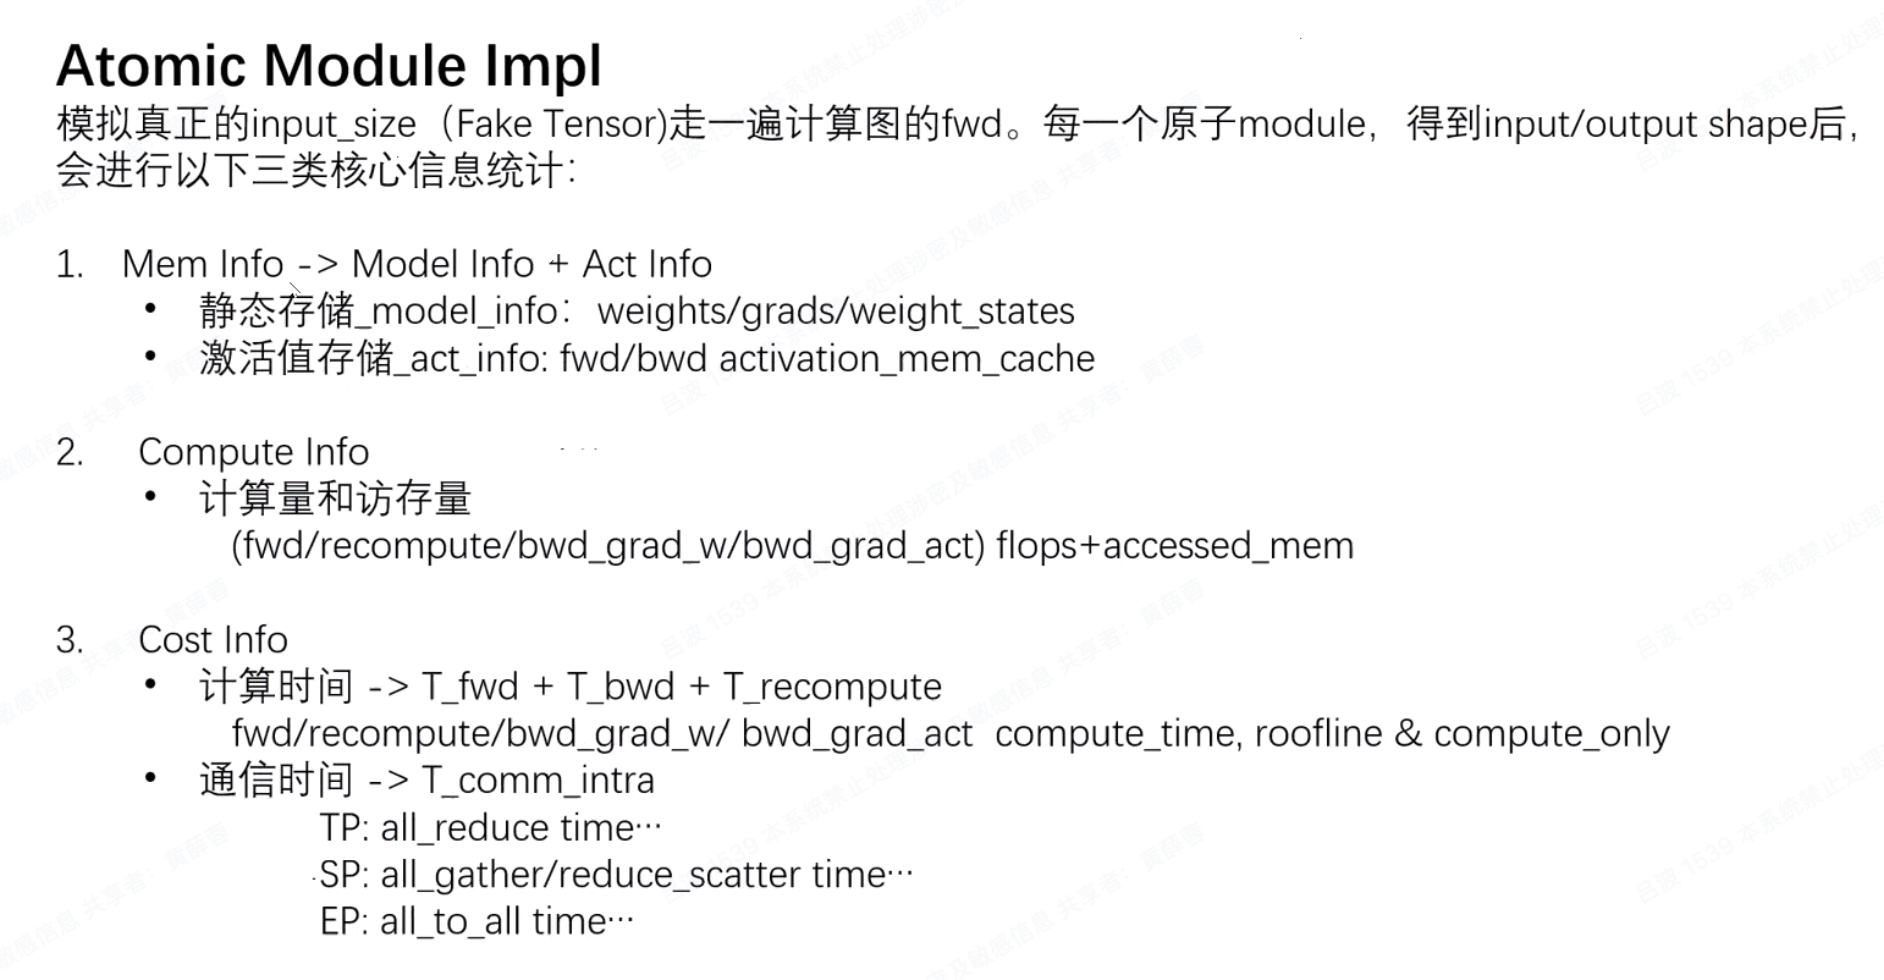 Atomic Module Impl
模拟真正的input_size（Fake Tensor)走一遍计算图的fwd。每一个原子module，得到input/output shape后，
会进行以下三类核心信息统计：
1. Mem Info -> Model Info + Act Info
• 静态存储_model_info：weights/grads/weight_states
• 激活值存储_act_info: fwd/bwd activation_mem_cache
2. Compute Info
• 计算量和访存量
(fwd/recompute/bwd_grad_w/bwd_grad_act) flops+accessed_mem
3. Cost Info
• 计算时间 -> T_fwd + T_bwd + T_recompute
fwd/recompute/bwd_grad_w/ bwd_grad_act compute_time, roofline & compute_only
• 通信时间 -> T_comm_intra
TP: all_reduce time…
SP: all_gather/reduce_scatter time…
EP: all_to_all time…